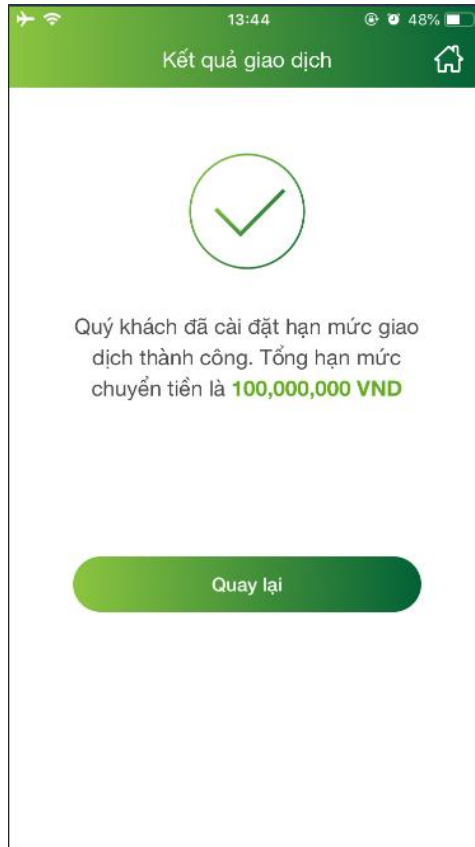 13:44
48%
Kết quả giao dịch
Quý khách đã cài đặt hạn mức giao
dịch thành công. Tổng hạn mức
chuyển tiền là 100,000,000 VND
Quay lại